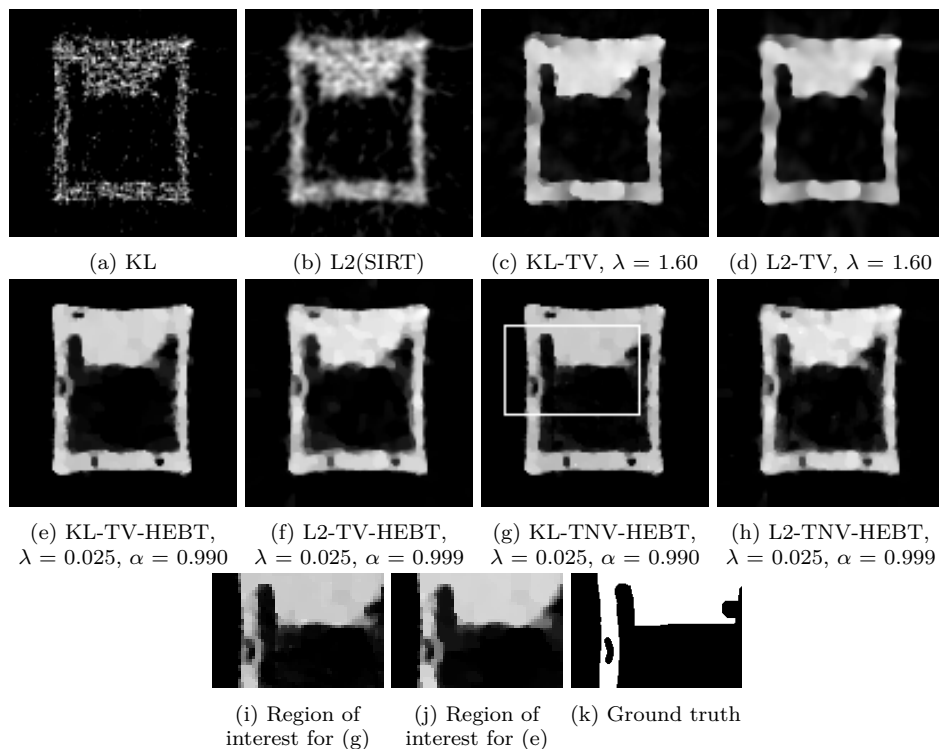 (a) KL
(b) L2(SIRT)
(c) KL-TV, λ = 1.60
(d) L2-TV, λ = 1.60
(e) KL-TV-HEBT,
λ = 0.025, α = 0.990
(f) L2-TV-HEBT,
λ = 0.025, α = 0.999
(g) KL-TNV-HEBT,
λ = 0.025, α = 0.990
(h) L2-TNV-HEBT,
λ = 0.025, α = 0.999
(i) Region of
interest for (g)
(j) Region of
interest for (e)
(k) Ground truth